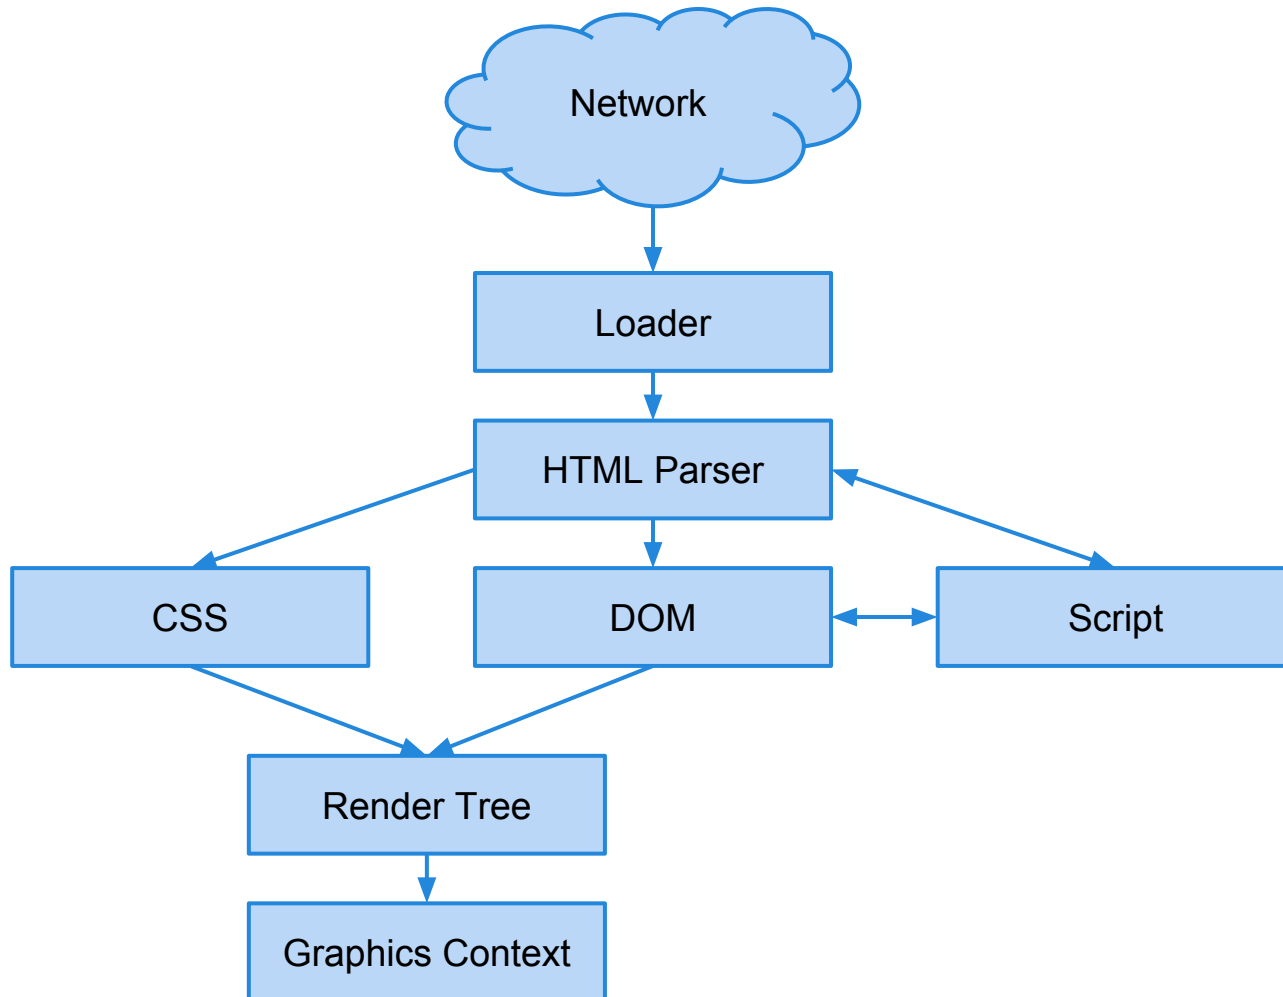 Network
Loader
HTML Parser
CSS
DOM
Script
Render Tree
Graphics Context